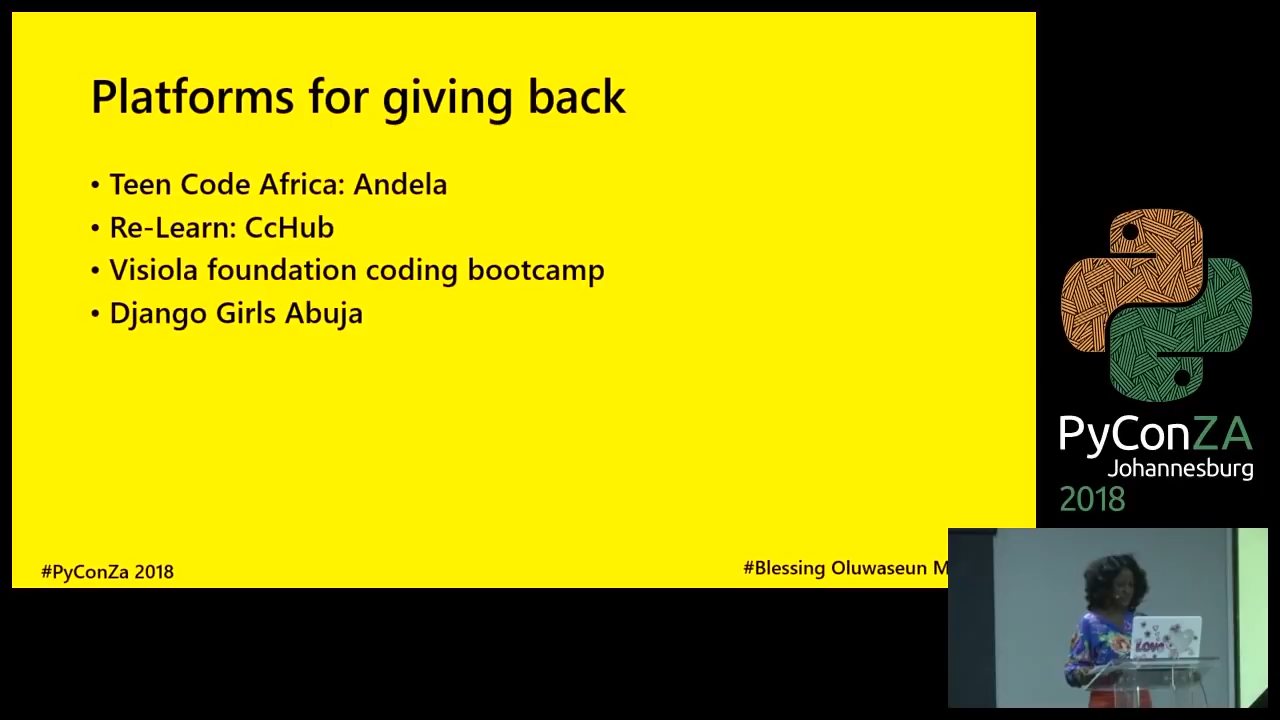 Platforms for giving back
• Teen Code Africa: Andela
• Re-Learn: CcHub
• Visiola foundation coding bootcamp
• Django Girls Abuja
#PyConZa 2018
#Blessing Oluwaseun M
PyConZA
Johannesburg
2018
LOVE